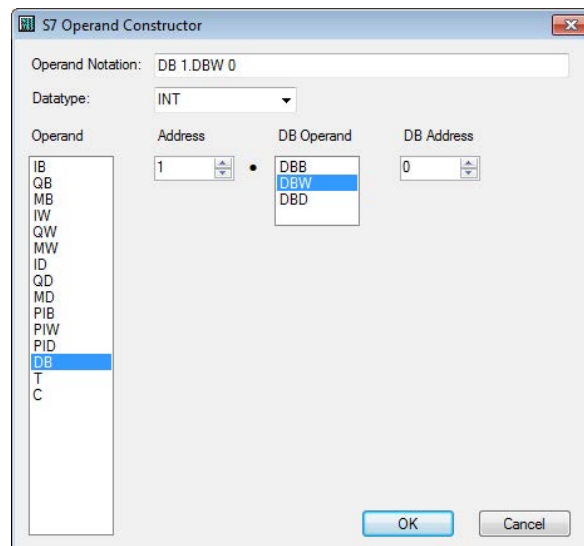 S7 Operand Constructor
Operand Notation: DB 1.DBW 0
Datatype: INT
Operand Address DB Operand DB Address
IB 1 • DBB 0
QB DBW
MB DBD
IW
QW
MW
ID
QD
MD
PIB
PIW
PID
DB
T
C
OK Cancel